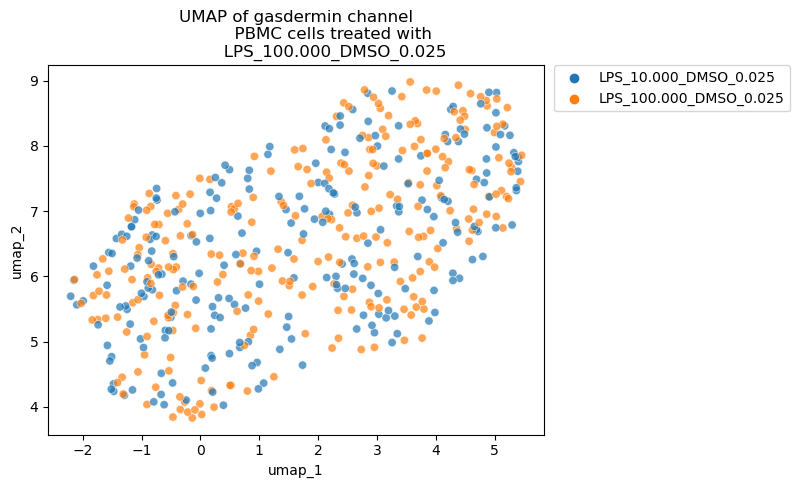 UMAP of gasdermin channel
PBMC cells treated with
LPS_100.000_DMSO_0.025
LPS_10.000_DMSO_0.025
LPS_100.000_DMSO_0.025
9
8
7
6
5
4
umap_2
−2
−1
0
1
2
3
4
5
umap_1